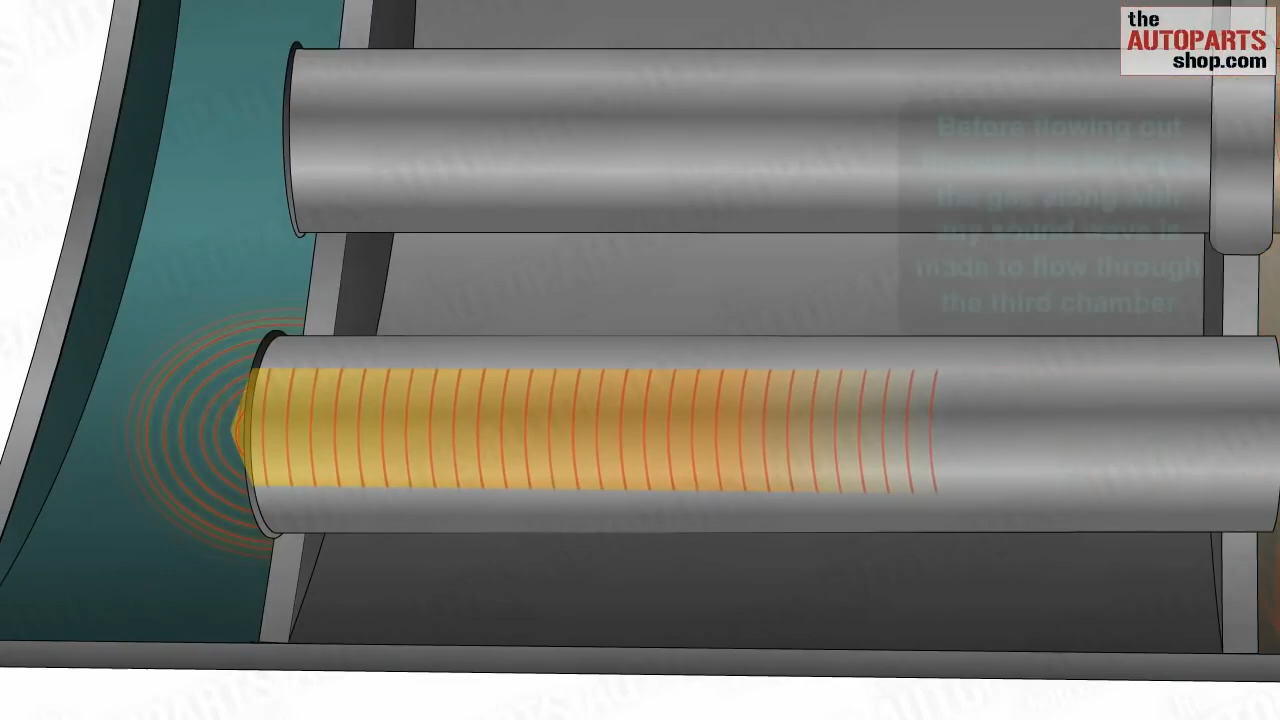 the
AUTOPARTS
shop.com
Before flowing out
the gas along with
any sound wave is
made to flow through
the third chamber